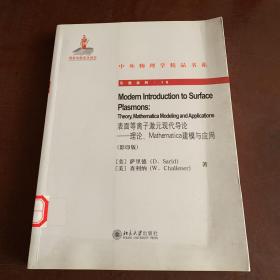 中外物理学精品书系
Modern Introduction to Surface
Plasmons:
Theory, Mathematica Modeling and Applications
表面等离子激元现代导论
——理论、Mathematica建模与应用
(影印版)
〔美〕萨里德 (D. Sarid)
〔美〕查利纳 (W. Challener) 著
北京大学出版社